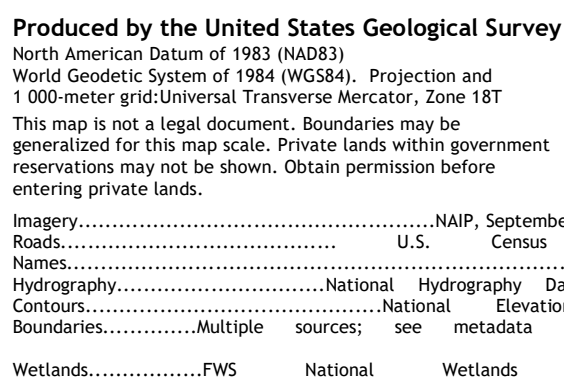 Produced by the United States Geological Survey
North American Datum of 1983 (NAD83)
World Geodetic System of 1984 (WGS84).  Projection and
1 000-meter grid:Universal Transverse Mercator, Zone 18T
This map is not a legal document. Boundaries may be
generalized for this map scale. Private lands within government
reservations may not be shown. Obtain permission before
entering private lands.
Imagery.....................................................NAIP, Septembe
Roads......................................... U.S. Census
Names..........................................................................
Hydrography...............................National Hydrography Da
Contours.............................................National Elevation
Boundaries..............Multiple sources; see metadata
Wetlands.................FWS National Wetlands